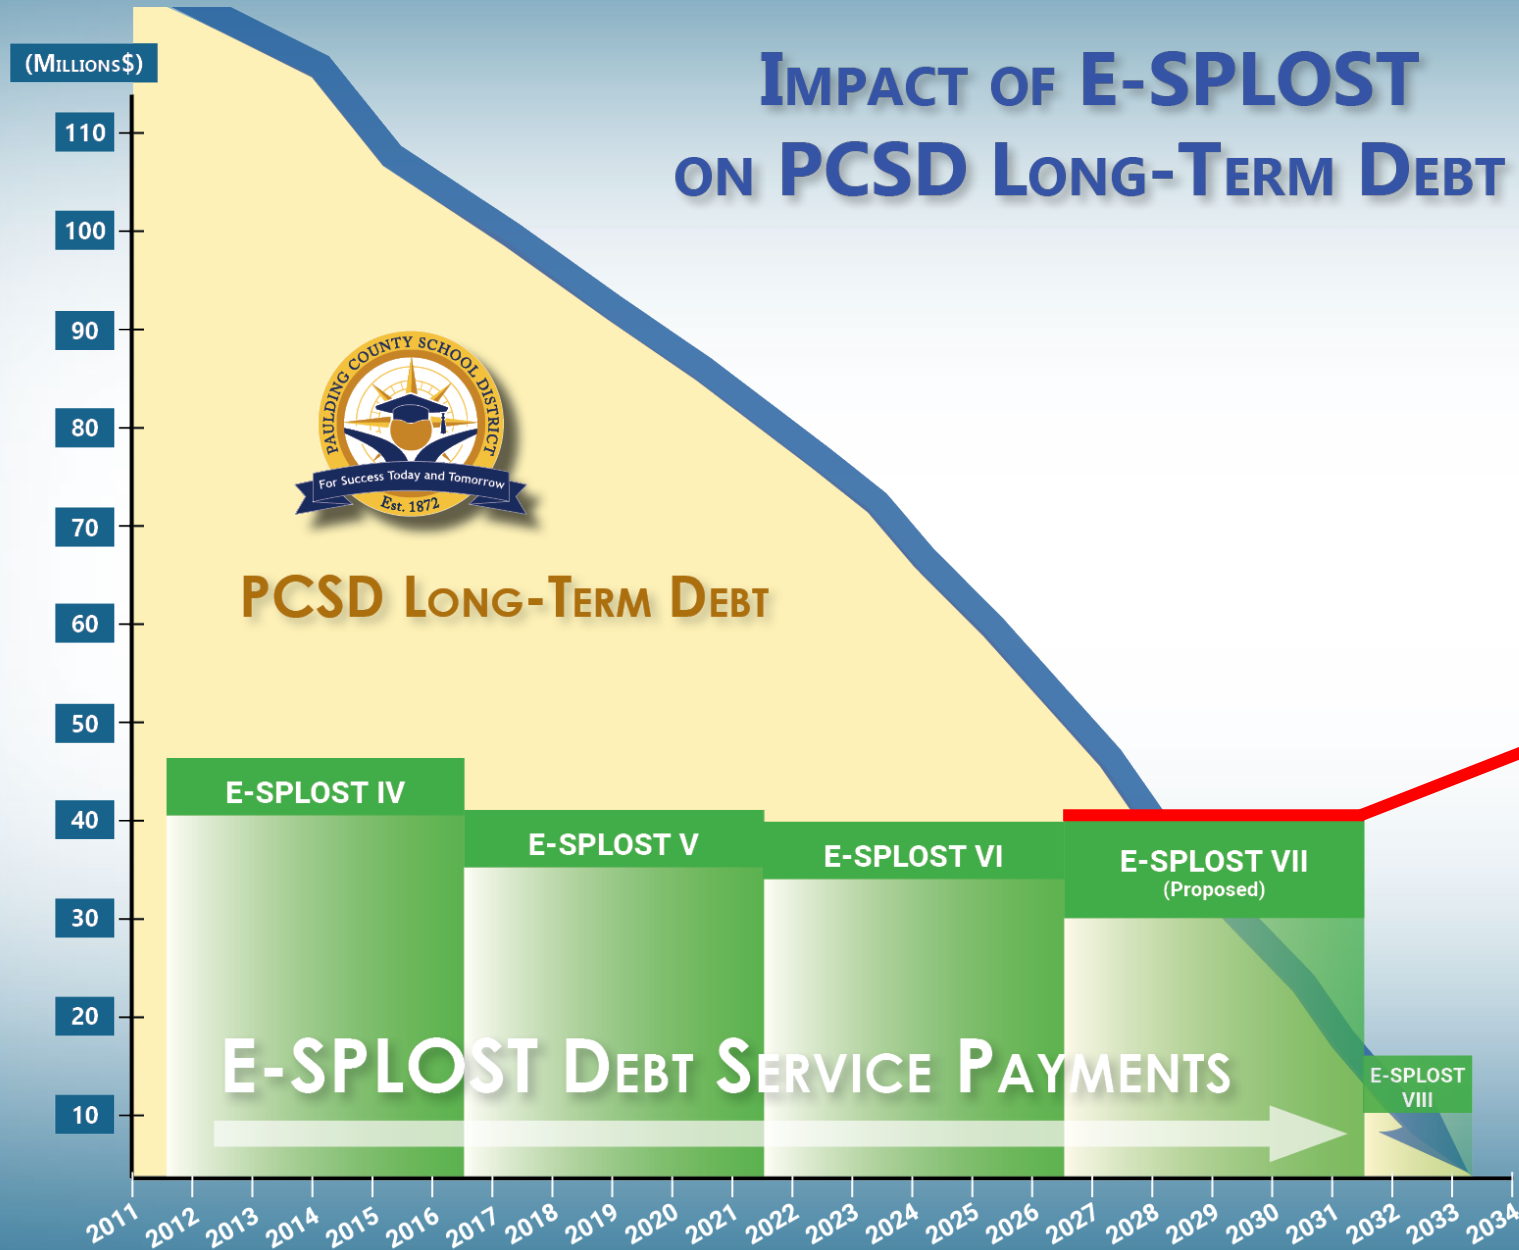 (Millions$)
Impact of E-SPLOST
on PCSD Long-Term Debt
110
100
90
80
70
60
50
40
30
20
10
PAULDING COUNTY SCHOOL DISTRICT
For Success Today and Tomorrow
Est. 1872
PCSD Long-Term Debt
E-SPLOST IV
E-SPLOST V
E-SPLOST VI
E-SPLOST VII
(Proposed)
E-SPLOST
VIII
E-SPLOST Debt Service Payments
2011 2012 2013 2014 2015 2016 2017 2018 2019 2020 2021 2022 2023 2024 2025 2026 2027 2028 2029 2030 2031 2032 2033 2034